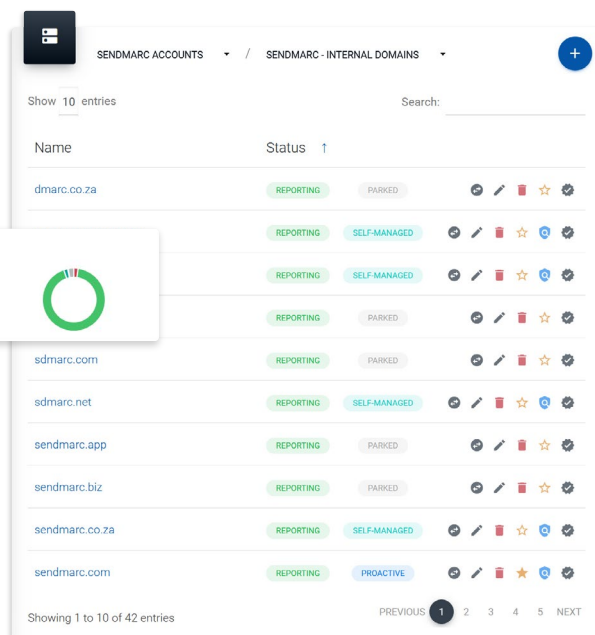 SENDMARC ACCOUNTS / SENDMARC - INTERNAL DOMAINS
Show 10 entries Search:
Name Status ↑
dmarc.co.za REPORTING PARKED
REPORTING SELF-MANAGED
REPORTING SELF-MANAGED
REPORTING PARKED
sdmarc.com REPORTING PARKED
sdmarc.net REPORTING SELF-MANAGED
sendmarc.app REPORTING PARKED
sendmarc.biz REPORTING PARKED
sendmarc.co.za REPORTING SELF-MANAGED
sendmarc.com REPORTING PROACTIVE
Showing 1 to 10 of 42 entries PREVIOUS 1 2 3 4 5 NEXT